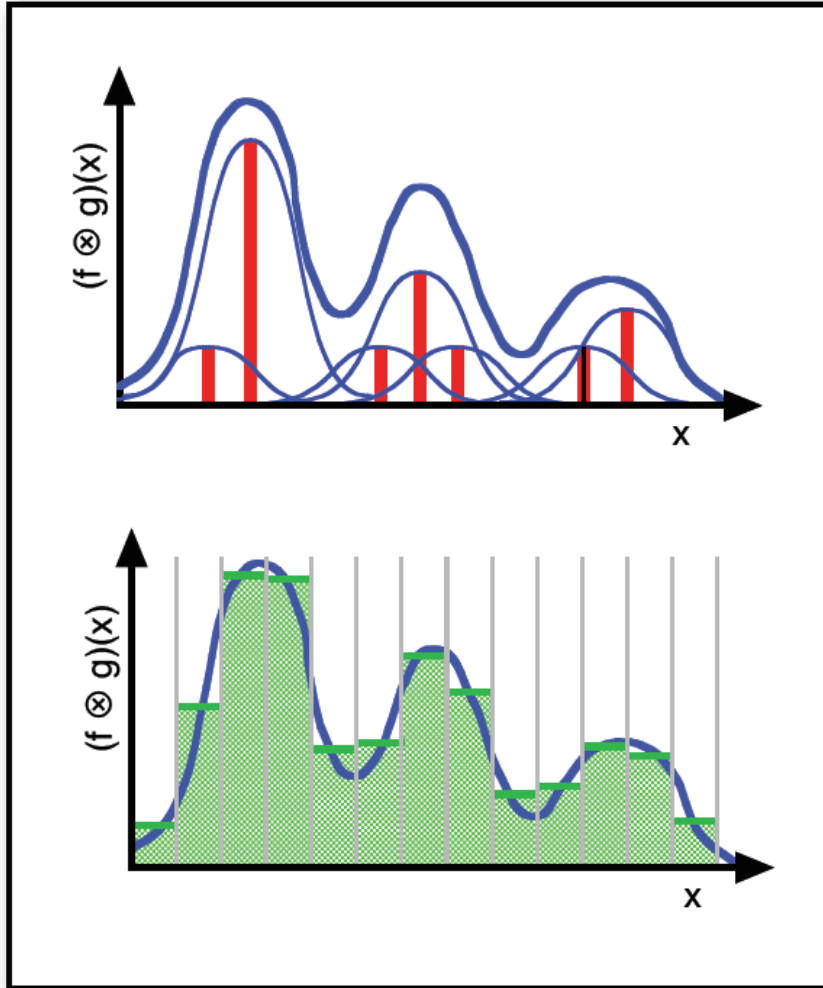 (f ⊗ g)(x)
x
(f ⊗ g)(x)
x